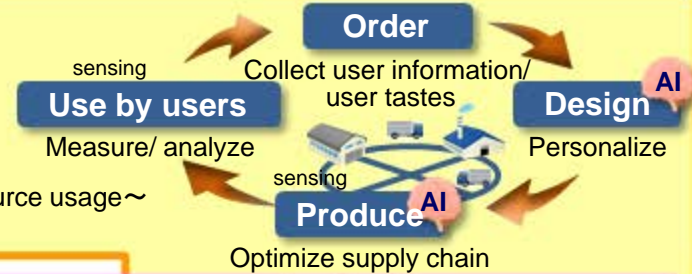 Order
sensing
Collect user information/
user tastes
AI
Use by users
Design
Measure/ analyze
Personalize
sensing
urce usage～
AI
Produce
Optimize supply chain